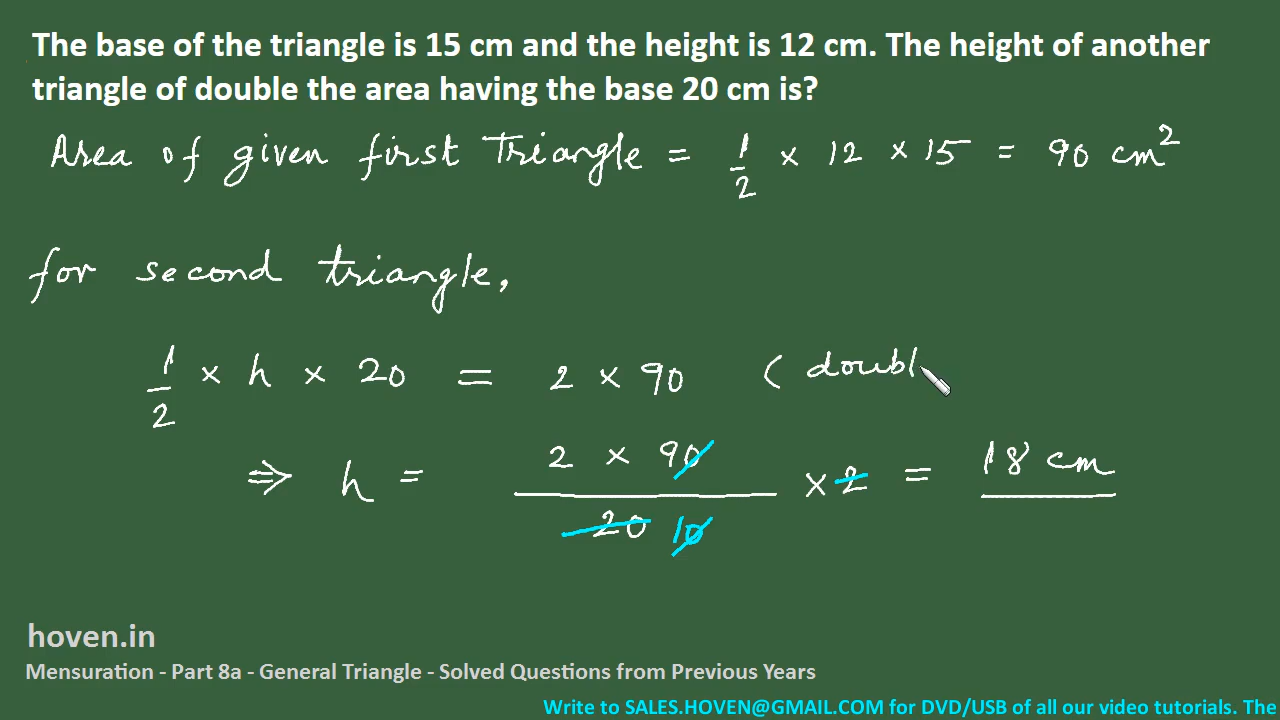 The base of the triangle is 15 cm and the height is 12 cm. The height of another
triangle of double the area having the base 20 cm is?
Area of given first Triangle = 1/2 × 12 × 15 = 90 cm²
for second triangle,
1/2 × h × 20 = 2 × 90 ( doubl
⇒ h = 2 × 90 / 20 10 × 2 = 18 cm
hoven.in
Mensuration - Part 8a - General Triangle - Solved Questions from Previous Years
Write to SALES.HOVEN@GMAIL.COM for DVD/USB of all our video tutorials. The